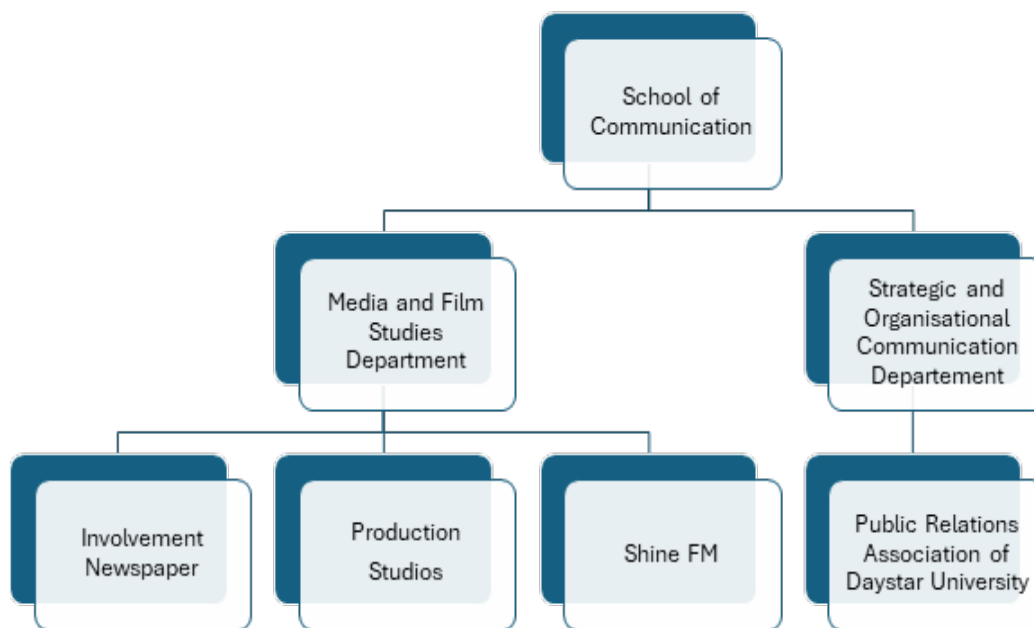 School of
Communication
Media and Film
Studies
Department
Strategic and
Organisational
Communication
Departement
Involvement
Newspaper
Production
Studios
Shine FM
Public Relations
Association of
Daystar University